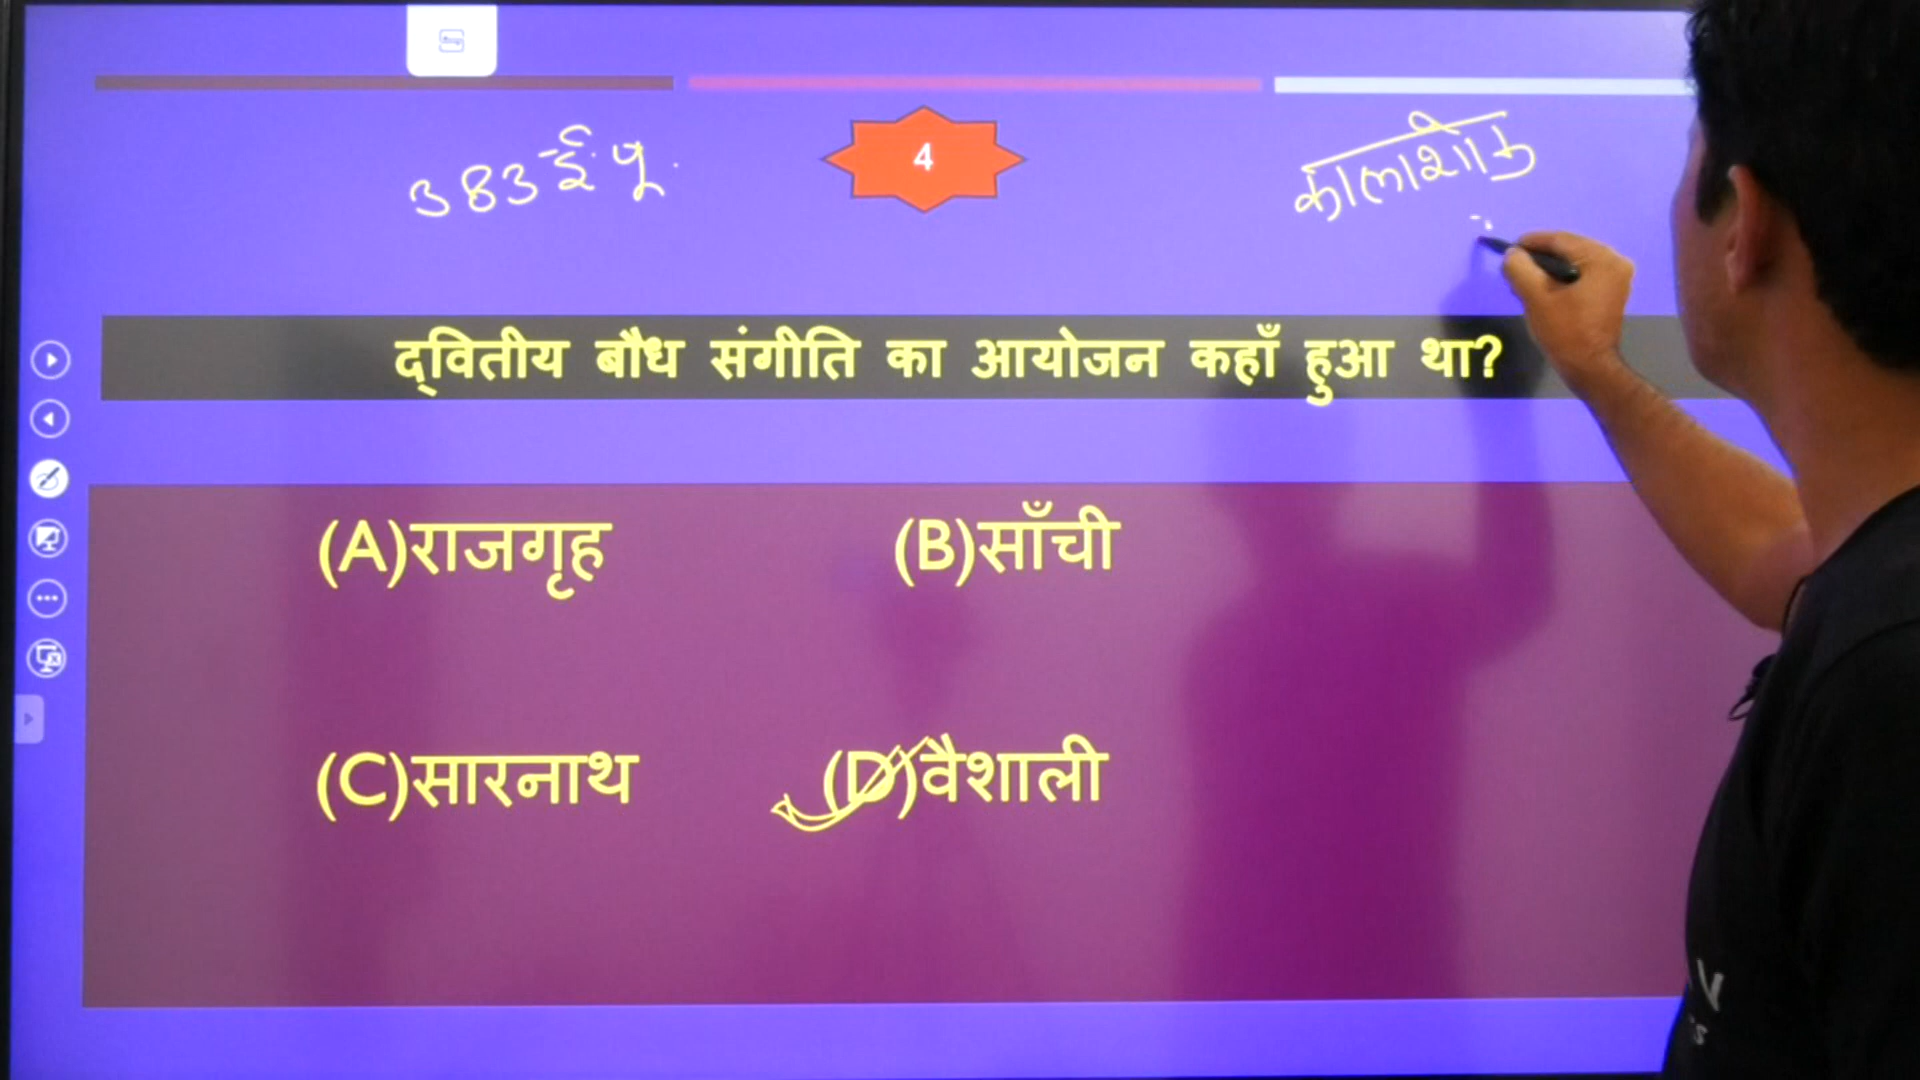 383 ई. पू.
4
कालाशोक
द्वितीय बौध संगीति का आयोजन कहाँ हुआ था?
(A)राजगृह (B)साँची
(C)सारनाथ (D)वैशाली